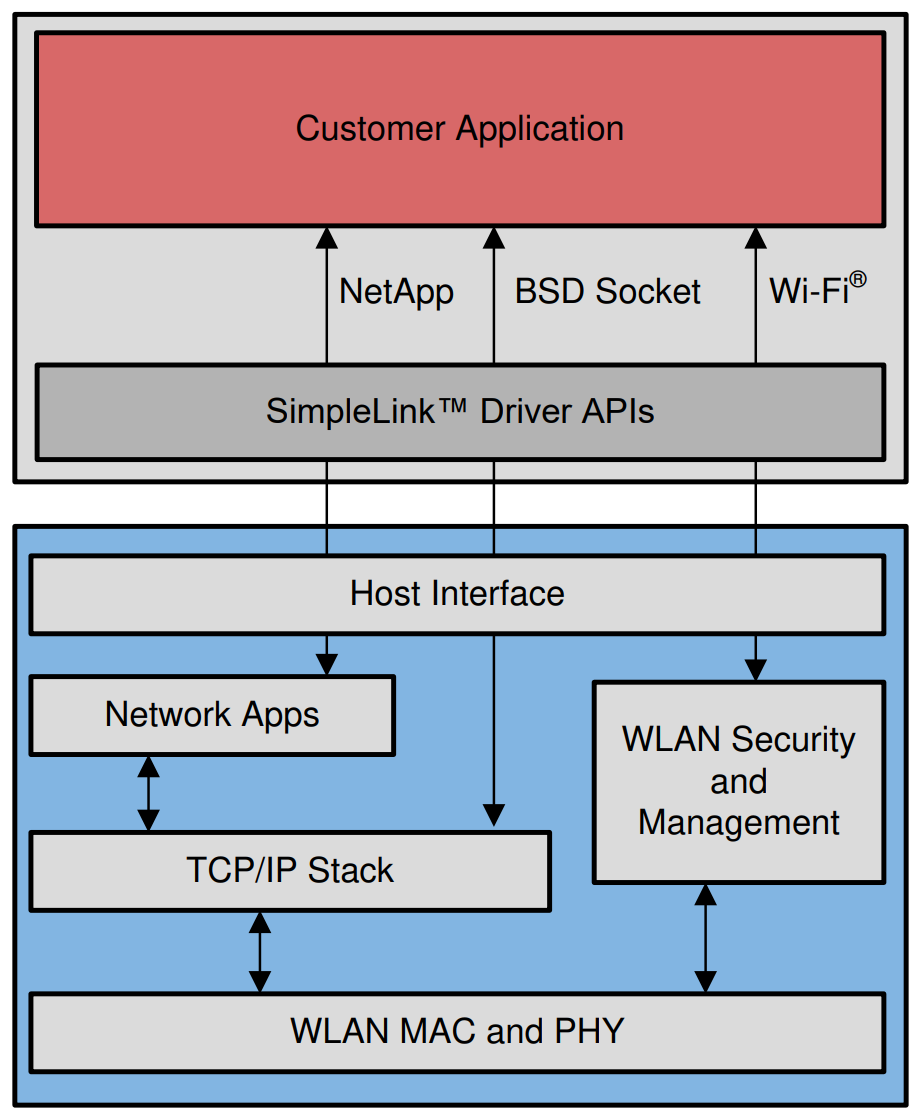 Customer Application
NetApp
BSD Socket
Wi-Fi®
SimpleLink™ Driver APIs
Host Interface
Network Apps
WLAN Security
and
Management
TCP/IP Stack
WLAN MAC and PHY